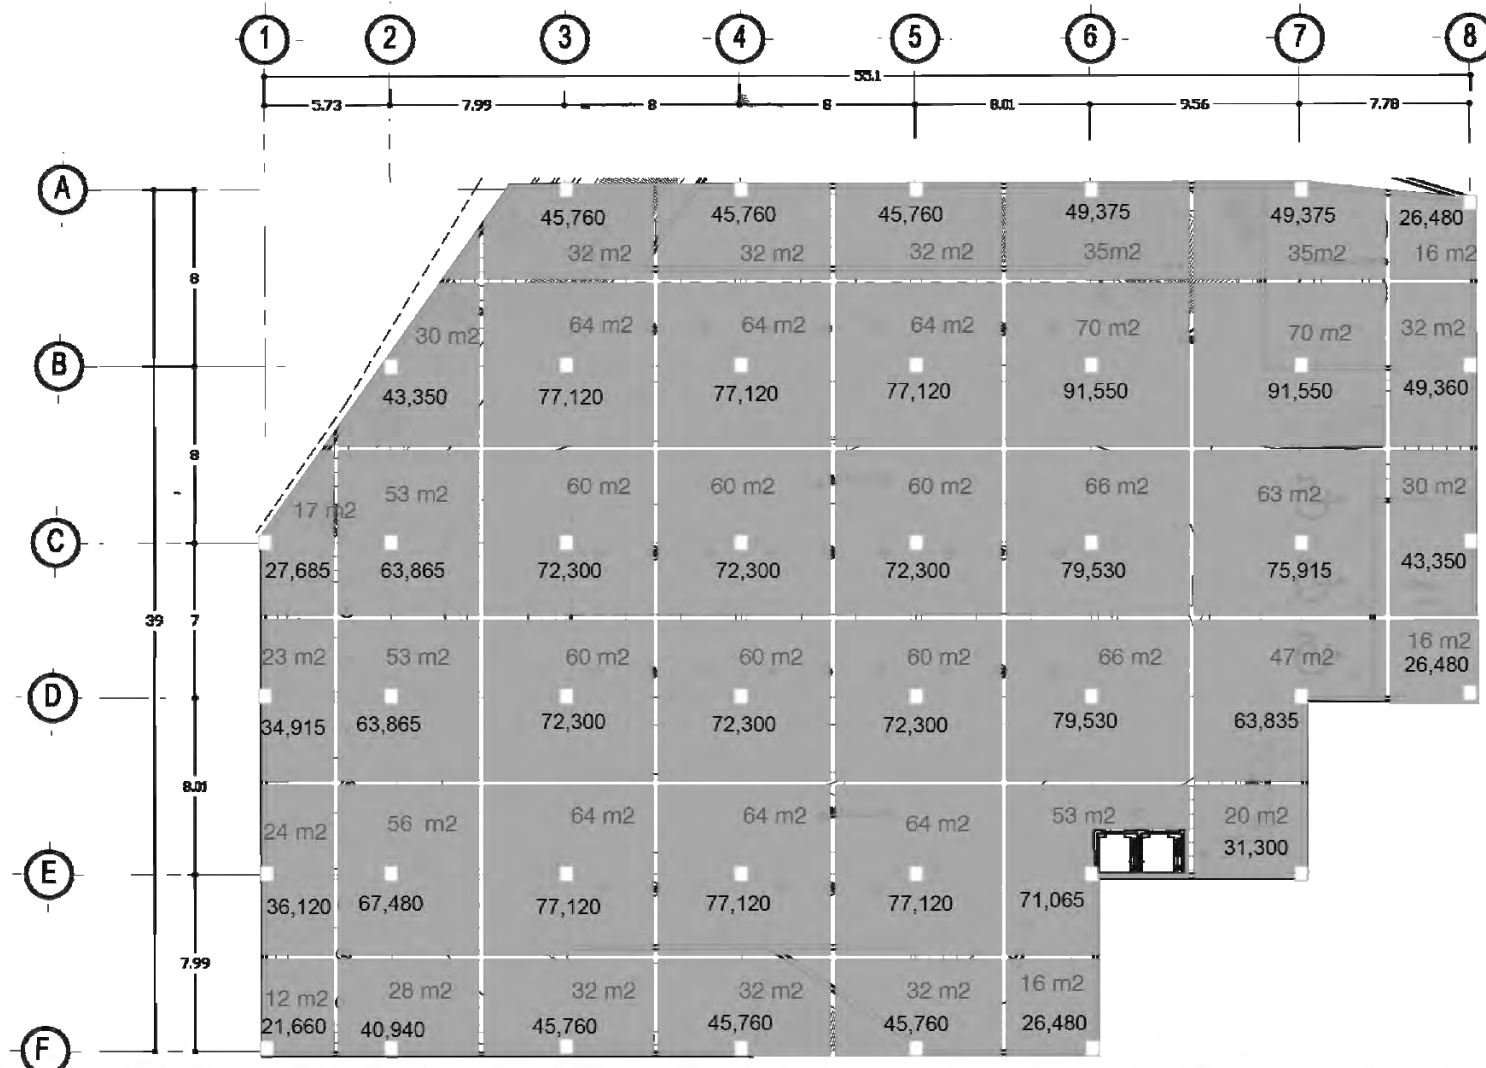 1 2 3 4 5 6 7 8
55.1
5.73 7.99 8 8 8.01 9.56 7.78
A
45,760 45,760 45,760 49,375 49,375 26,480
32 m2 32 m2 32 m2 35m2 35m2 16 m2
8
30 m2 64 m2 64 m2 64 m2 70 m2 70 m2 32 m2
B
43,350 77,120 77,120 77,120 91,550 91,550 49,360
8
17 m2 53 m2 60 m2 60 m2 60 m2 66 m2 63 m2 30 m2
C
27,685 63,865 72,300 72,300 72,300 79,530 75,915 43,350
39 7
23 m2 53 m2 60 m2 60 m2 60 m2 66 m2 47 m2 16 m2
26,480
D
34,915 63,865 72,300 72,300 72,300 79,530 63,835
8.01
24 m2 56 m2 64 m2 64 m2 64 m2 53 m2 20 m2
31,300
E
36,120 67,480 77,120 77,120 77,120 71,065
7.99
12 m2 28 m2 32 m2 32 m2 32 m2 16 m2
21,660 40,940 45,760 45,760 45,760 26,480
F